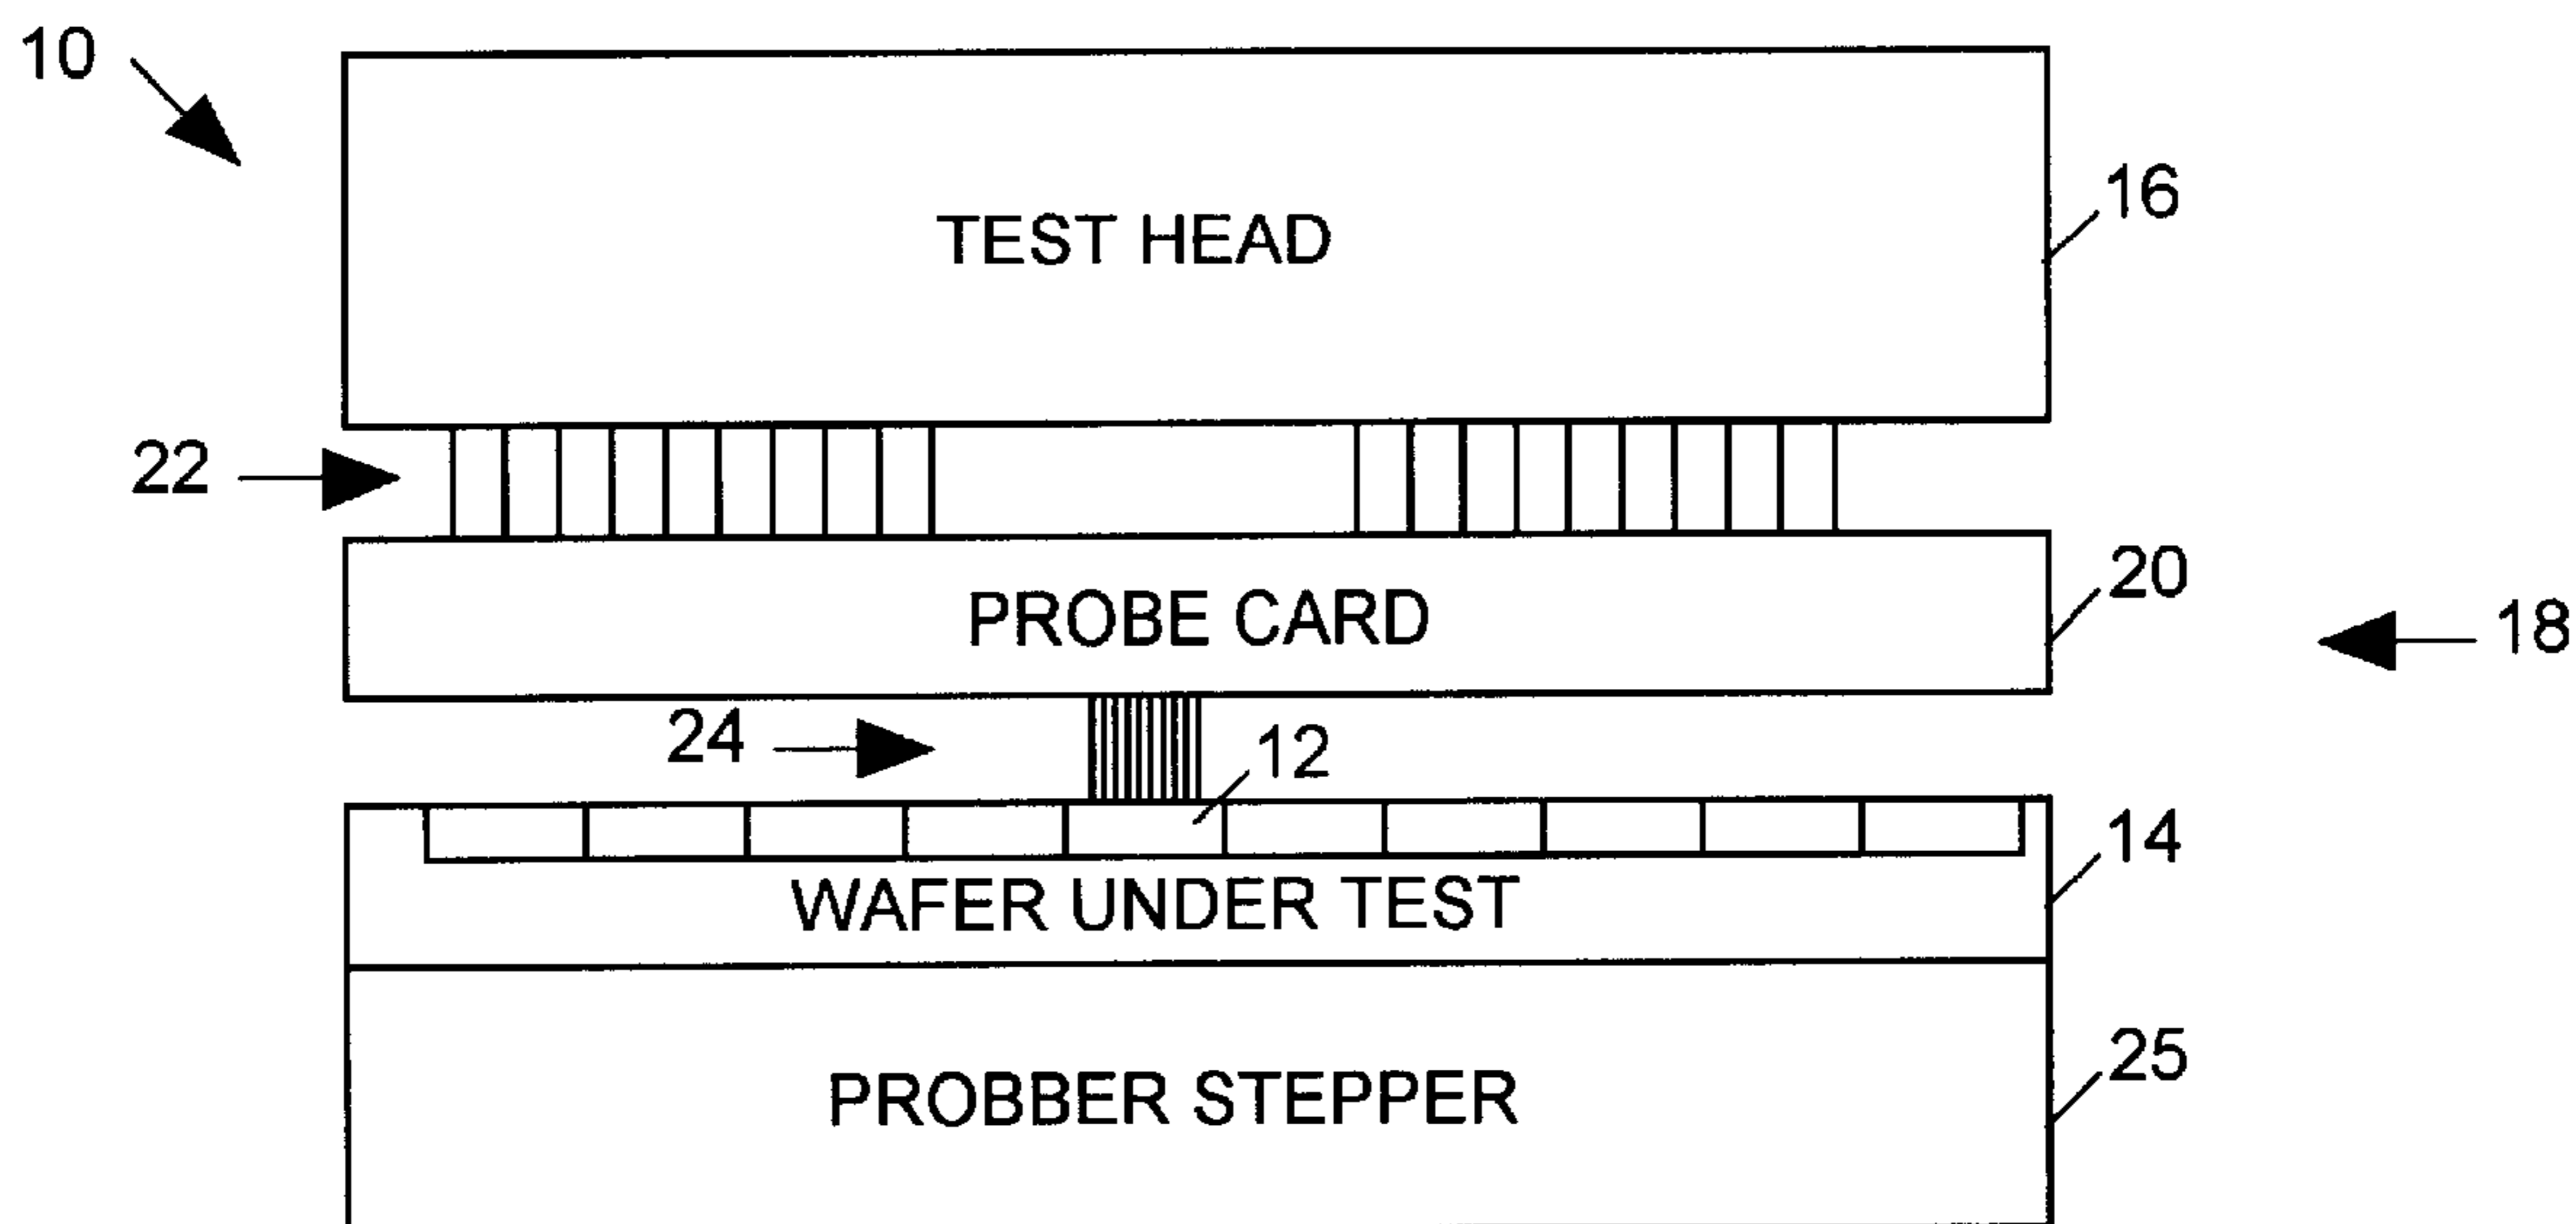 10
TEST HEAD
16
22
PROBE CARD
20
18
24
12
14
WAFER UNDER TEST
25
PROBBER STEPPER